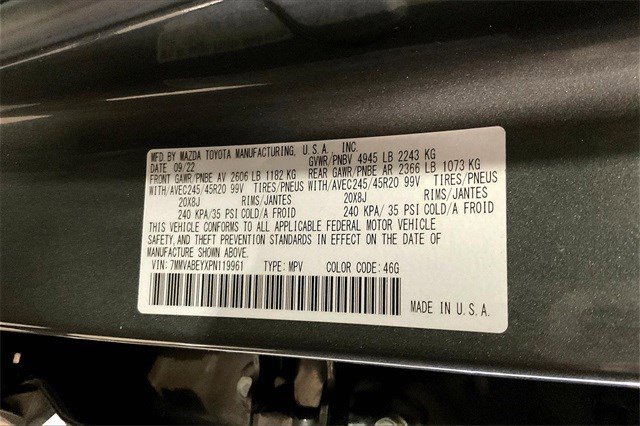 MFD. BY MAZDA TOYOTA MANUFACTURING, U.S.A., INC.
DATE 09/22 GVWR/PNBV 4945 LB 2243 KG
FRONT GAWR/PNBE AV 2606 LB 1182 KG REAR GAWR/PNBE AR 2366 LB 1073 KG
WITH/AVEC245/45R20 99V TIRES/PNEUS WITH/AVEC245/45R20 99V TIRES/PNEUS
20X8J RIMS/JANTES 20X8J RIMS/JANTES
240 KPA/35 PSI COLD/A FROID 240 KPA/ 35 PSI COLD/A FROID
THIS VEHICLE CONFORMS TO ALL APPLICABLE FEDERAL MOTOR VEHICLE
SAFETY, AND THEFT PREVENTION STANDARDS IN EFFECT ON THE DATE OF
MANUFACTURE SHOWN ABOVE.
VIN: 7MMVABEYXPN119961 TYPE: MPV COLOR CODE: 46G
MADE IN U.S.A.